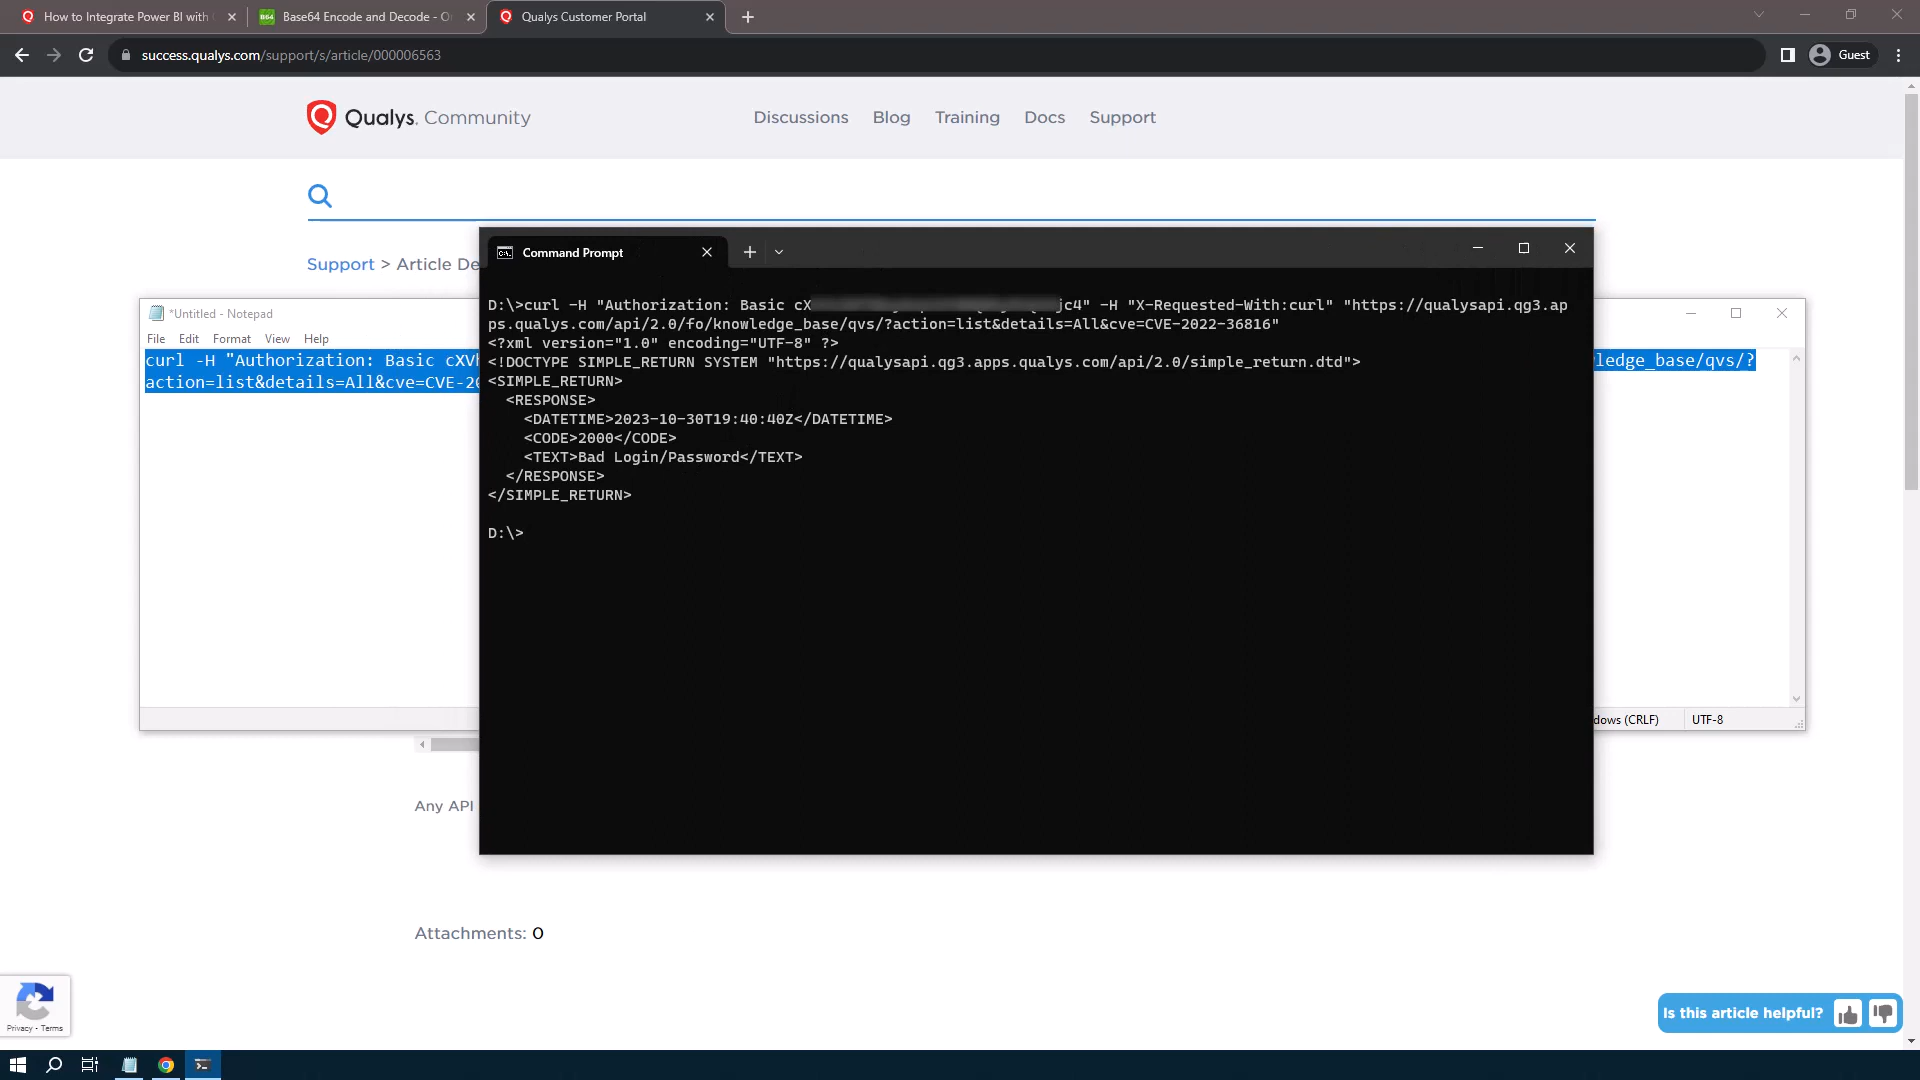 How to Integrate Power BI with
Base64 Encode and Decode - O
Qualys Customer Portal
success.qualys.com/support/s/article/000006563
Guest
Qualys. Community
Discussions
Blog
Training
Docs
Support
Support > Article De
*Untitled - Notepad
File Edit Format View Help
curl -H "Authorization: Basic cXV
action=list&details=All&cve=CVE-20
ledge_base/qvs/?
Command Prompt
D:\>curl -H "Authorization: Basic cX jc4" -H "X-Requested-With:curl" "https://qualysapi.qg3.ap
ps.qualys.com/api/2.0/fo/knowledge_base/qvs/?action=list&details=All&cve=CVE-2022-36816"
<?xml version="1.0" encoding="UTF-8" ?>
<!DOCTYPE SIMPLE_RETURN SYSTEM "https://qualysapi.qg3.apps.qualys.com/api/2.0/simple_return.dtd">
<SIMPLE_RETURN>
<RESPONSE>
<DATETIME>2023-10-30T19:40:40Z</DATETIME>
<CODE>2000</CODE>
<TEXT>Bad Login/Password</TEXT>
</RESPONSE>
</SIMPLE_RETURN>
D:\>
dows (CRLF)
UTF-8
Any API
Attachments: 0
Privacy - Terms
Is this article helpful?